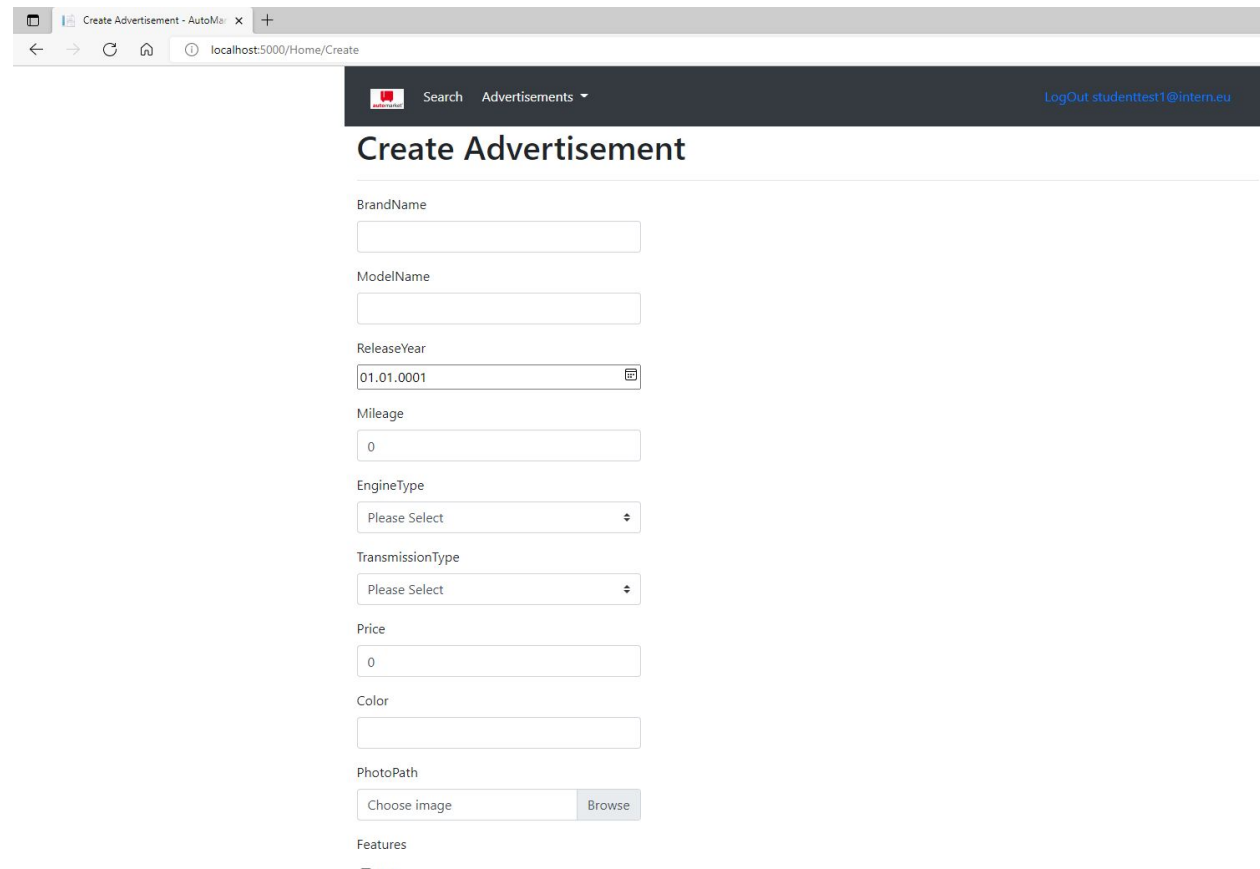 Create Advertisement - AutoMar
localhost:5000/Home/Create
automarket
Search Advertisements LogOut studenttest1@intern.eu
Create Advertisement
BrandName
ModelName
ReleaseYear
01.01.0001
Mileage
0
EngineType
Please Select
TransmissionType
Please Select
Price
0
Color
PhotoPath
Choose image Browse
Features